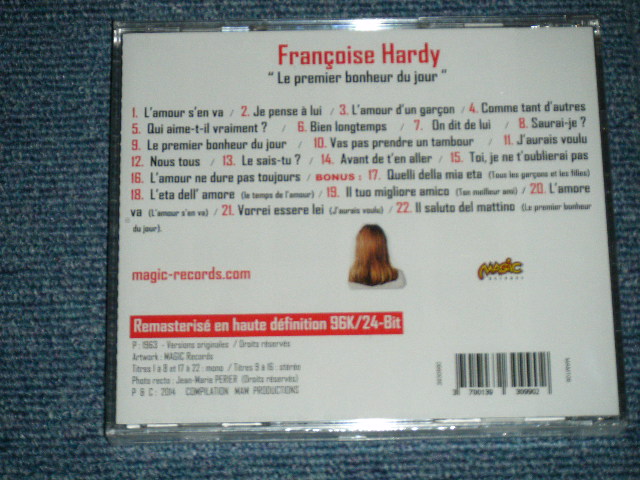 Françoise Hardy
" Le premier bonheur du jour "
1. L'amour s'en va / 2. Je pense à lui / 3. L'amour d'un garçon / 4. Comme tant d'autres
5. Qui aime-t-il vraiment ? / 6. Bien longtemps / 7. On dit de lui / 8. Saurai-je ?
9. Le premier bonheur du jour / 10. Vas pas prendre un tambour / 11. J'aurais voulu
12. Nous tous / 13. Le sais-tu ? / 14. Avant de t'en aller / 15. Toi, je ne t'oublierai pas
16. L'amour ne dure pas toujours / BONUS : 17. Quelli della mia eta (Tous les garçons et les filles)
18. L'eta dell' amore (le temps de l'amour) / 19. Il tuo migliore amico (Ton meilleur ami) / 20. L'amore
va (L'amour s'en va) / 21. Vorrei essere lei (J'aurais voulu) / 22. Il saluto del mattino (Le premier bonheur
du jour).
magic-records.com
MAGIC
RECORDS
Remasterisé en haute définition 96K/24-Bit
P : 1963 - Versions originales / Droits réservés
Artwork : MAGIC Records
Titres 1 à 8 et 17 à 22 : mono / Titres 9 à 16 : stéréo
Photo recto : Jean-Marie PERIER (Droits réservés)
P & C : 2014 COMPILATION MAM PRODUCTIONS